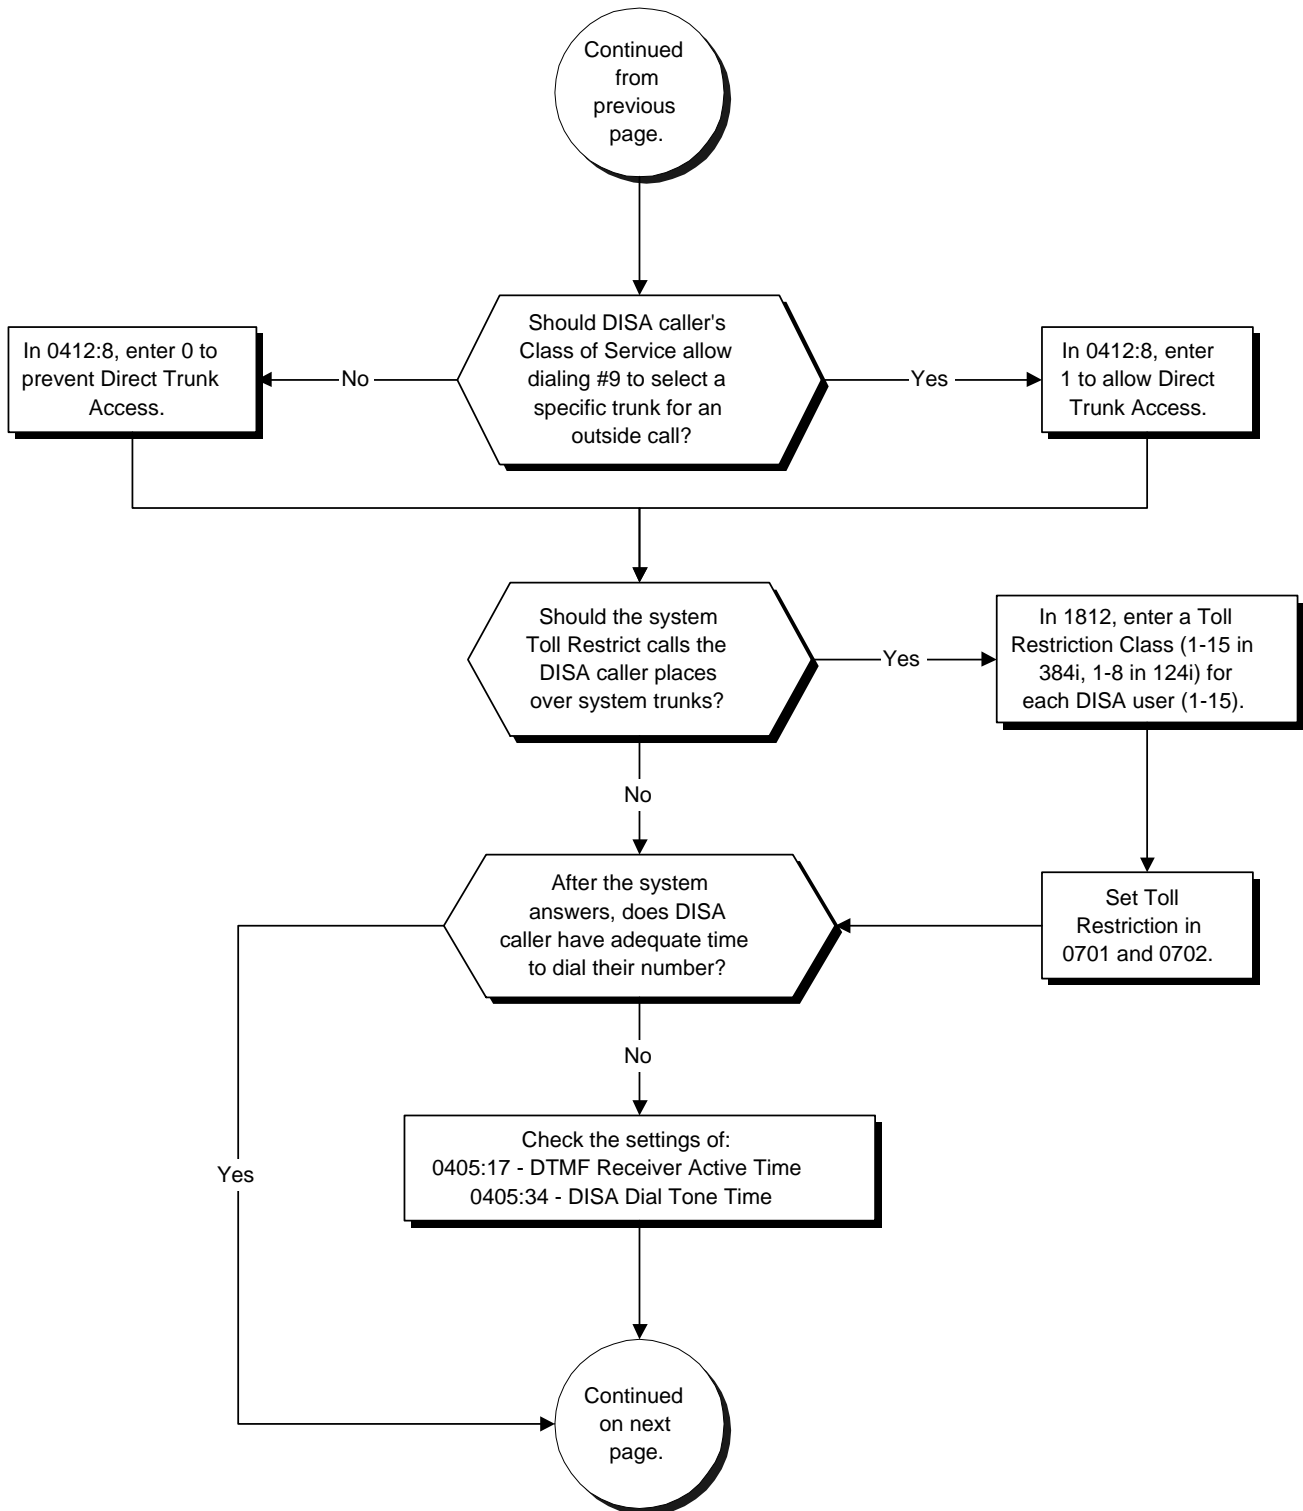 Continued
from
previous
page.
Should DISA caller's
Class of Service allow
dialing #9 to select a
specific trunk for an
outside call?
No
Yes
In 0412:8, enter 0 to
prevent Direct Trunk
Access.
In 0412:8, enter
1 to allow Direct
Trunk Access.
Should the system
Toll Restrict calls the
DISA caller places
over system trunks?
Yes
In 1812, enter a Toll
Restriction Class (1-15 in
384i, 1-8 in 124i) for
each DISA user (1-15).
No
Set Toll
Restriction in
0701 and 0702.
After the system
answers, does DISA
caller have adequate time
to dial their number?
No
Yes
Check the settings of:
0405:17 - DTMF Receiver Active Time
0405:34 - DISA Dial Tone Time
Continued
on next
page.